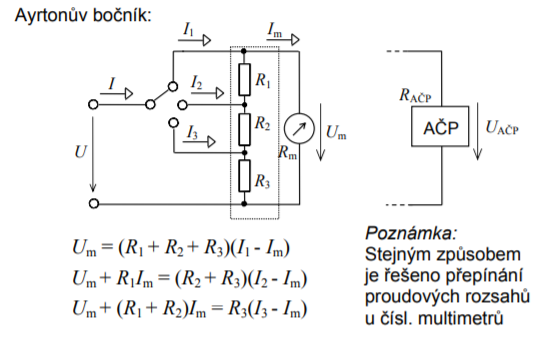 Ayrtonův bočník:
I₁
Iₘ
I
I₂
R₁
R_AČP
R₂
AČP
U_AČP
I₃
Uₘ
U
Rₘ
R₃
Uₘ = (R₁ + R₂ + R₃)(I₁ - Iₘ)
Uₘ + R₁Iₘ = (R₂ + R₃)(I₂ - Iₘ)
Uₘ + (R₁ + R₂)Iₘ = R₃(I₃ - Iₘ)
Poznámka:
Stejným způsobem
je řešeno přepínání
proudových rozsahů
u čísl. multimetrů